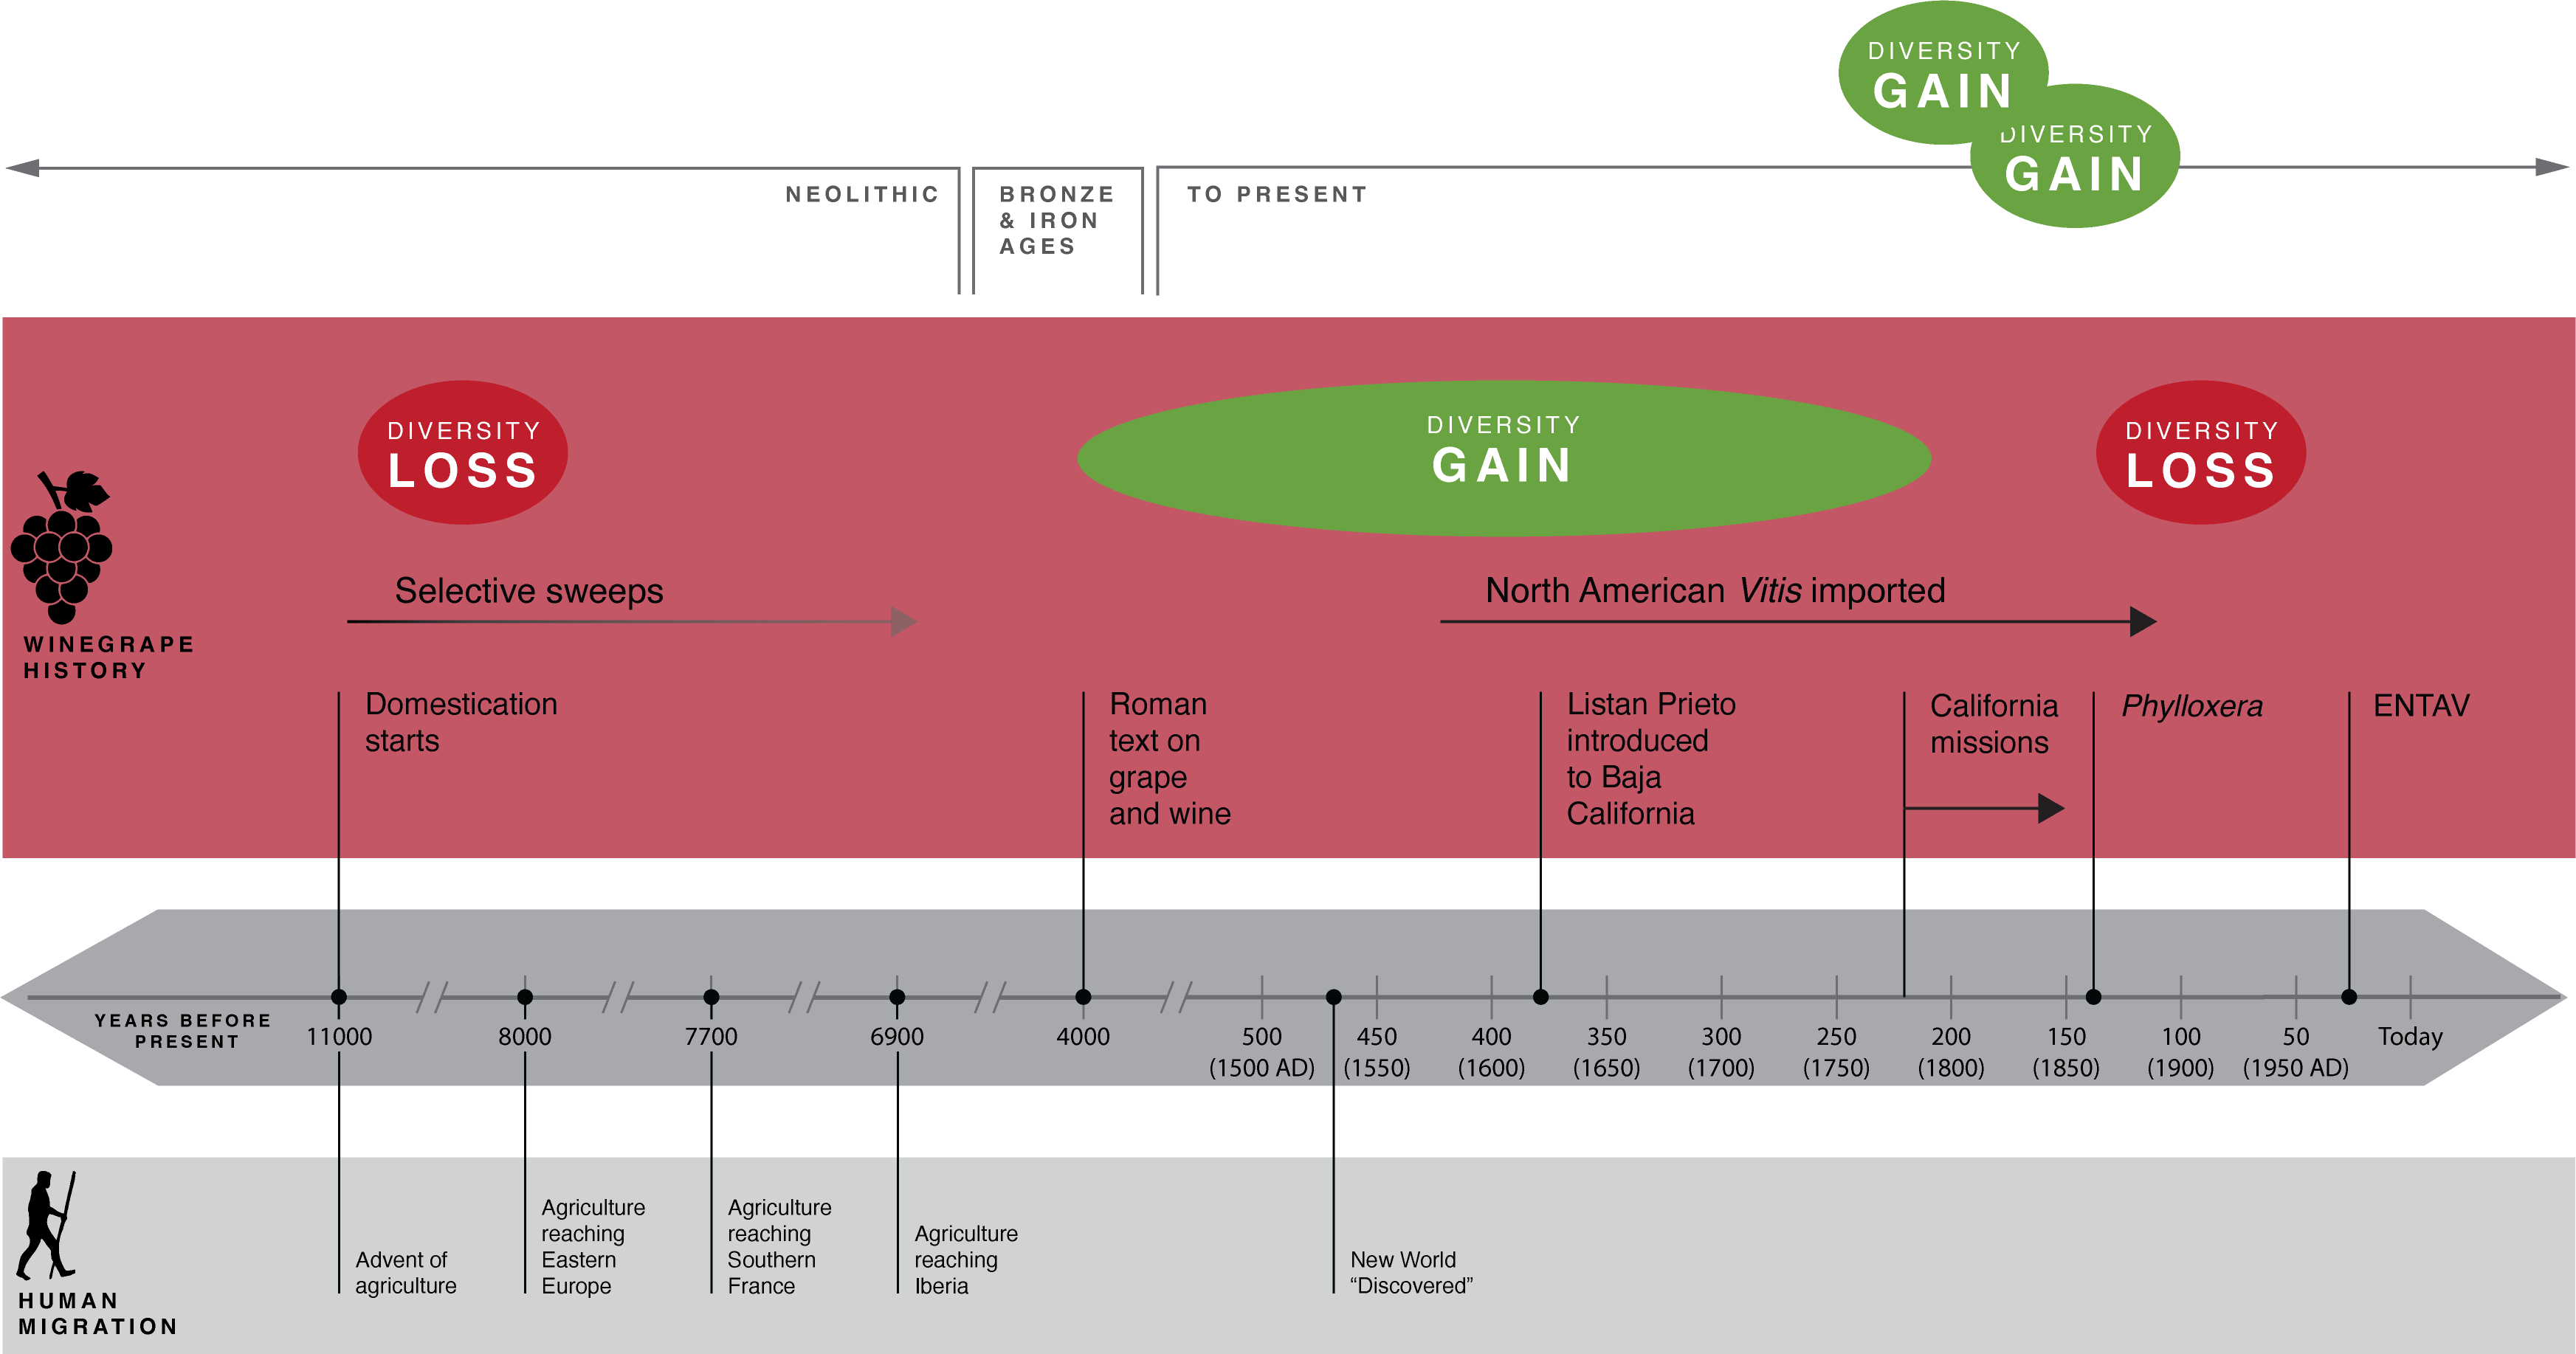 DIVERSITY
GAIN
DIVERSITY
GAIN
NEOLITHIC
BRONZE
& IRON
AGES
TO PRESENT
DIVERSITY
LOSS
DIVERSITY
GAIN
DIVERSITY
LOSS
Selective sweeps
North American Vitis imported
WINEGRAPE
HISTORY
Domestication
starts
Roman
text on
grape
and wine
Listan Prieto
introduced
to Baja
California
California
missions
Phylloxera
ENTAV
YEARS BEFORE
PRESENT
11000
8000
7700
6900
4000
500
(1500 AD)
450
(1550)
400
(1600)
350
(1650)
300
(1700)
250
(1750)
200
(1800)
150
(1850)
100
(1900)
50
(1950 AD)
Today
HUMAN
MIGRATION
Advent of
agriculture
Agriculture
reaching
Eastern
Europe
Agriculture
reaching
Southern
France
Agriculture
reaching
Iberia
New World
“Discovered”